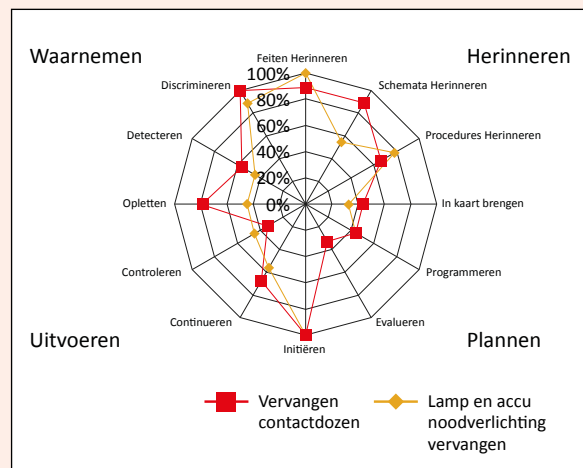 Waarnemen
Herinneren
Feiten Herinneren
Discrimineren
100%
Schemata Herinneren
80%
Detecteren
60%
Procedures Herinneren
40%
20%
Opletten
0%
In kaart brengen
Controleren
Programmeren
Continueren
Evalueren
Initiëren
Uitvoeren
Plannen
Vervangen
contactdozen
Lamp en accu
noodverlichting
vervangen